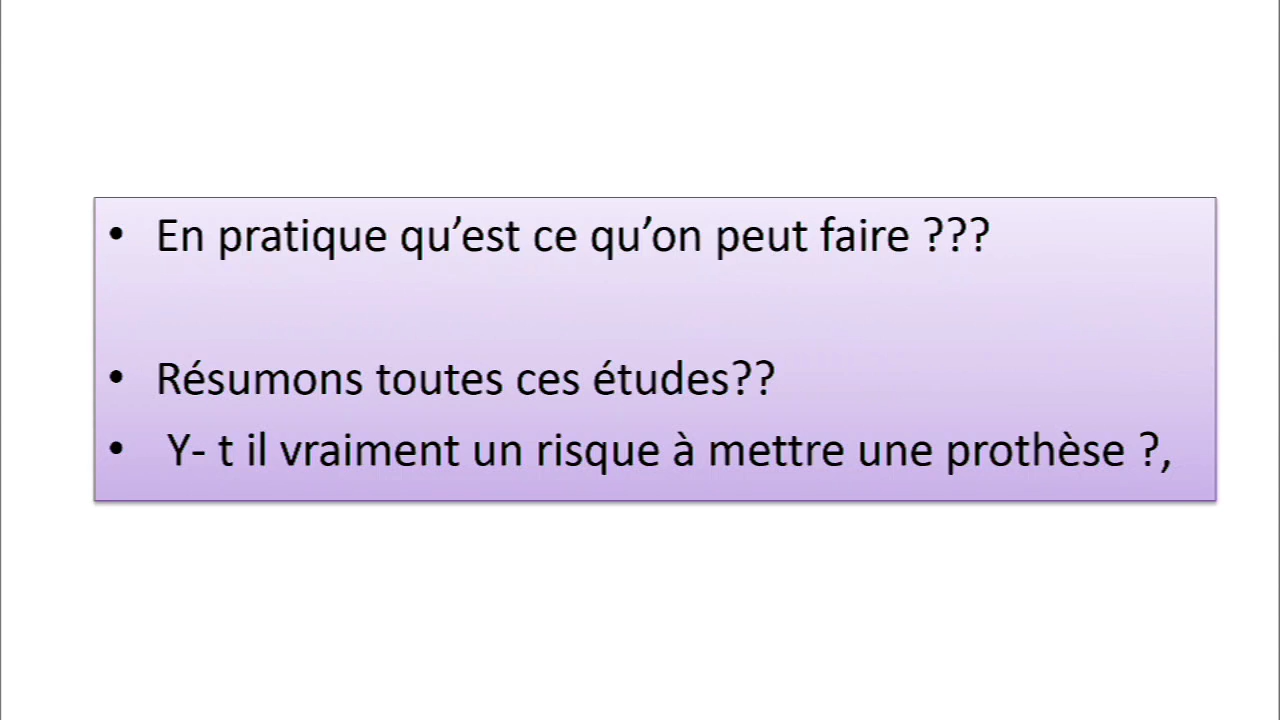 • En pratique qu’est ce qu’on peut faire ???
• Résumons toutes ces études??
• Y- t il vraiment un risque à mettre une prothèse ?,